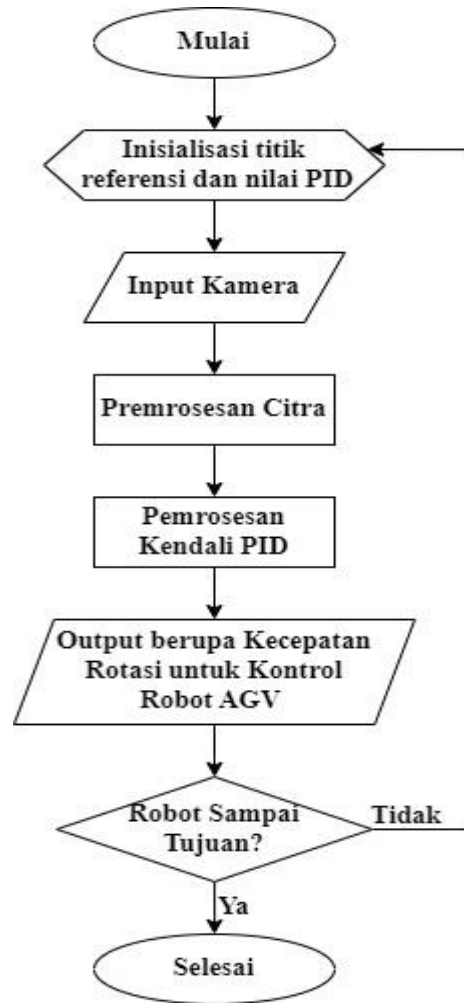 Mulai
Inisialisasi titik
referensi dan nilai PID
Input Kamera
Premrosesan Citra
Pemrosesan
Kendali PID
Output berupa Kecepatan
Rotasi untuk Kontrol
Robot AGV
Robot Sampai
Tujuan?
Tidak
Ya
Selesai